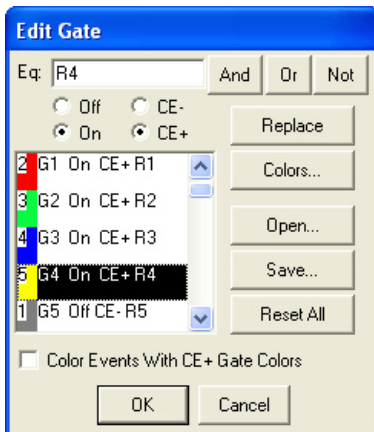 Edit Gate
Eq: R4 And Or Not
Off CE-
On CE+
Replace
2 G1 On CE+ R1
3 G2 On CE+ R2
4 G3 On CE+ R3
5 G4 On CE+ R4
1 G5 Off CE- R5
Colors...
Open...
Save...
Reset All
Color Events With CE+ Gate Colors
OK Cancel